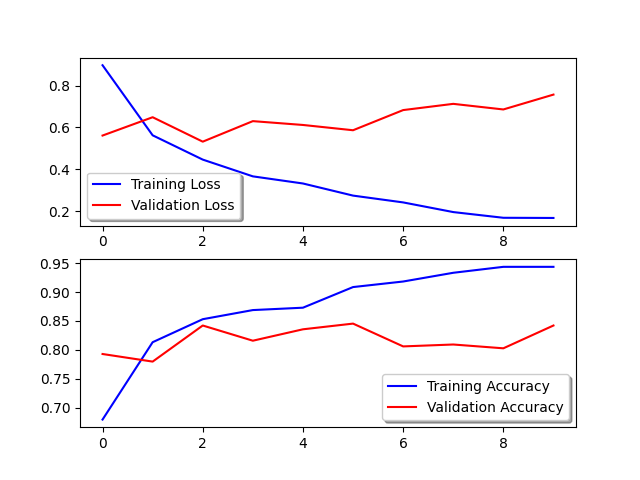 0.8
0.6
0.4
0.2
Training Loss
Validation Loss
0 2 4 6 8
0.95
0.90
0.85
0.80
0.75
0.70
Training Accuracy
Validation Accuracy
0 2 4 6 8